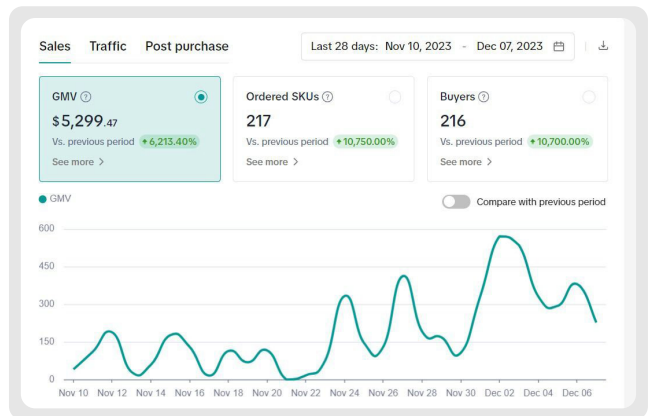 Sales Traffic Post purchase
Last 28 days: Nov 10, 2023 - Dec 07, 2023
GMV
Ordered SKUs
Buyers
$5,299.47
217
216
Vs. previous period +6,213.40%
Vs. previous period +10,750.00%
Vs. previous period +10,700.00%
See more >
See more >
See more >
GMV
Compare with previous period
600
450
300
150
0
Nov 10 Nov 12 Nov 14 Nov 16 Nov 18 Nov 20 Nov 22 Nov 24 Nov 26 Nov 28 Nov 30 Dec 02 Dec 04 Dec 06